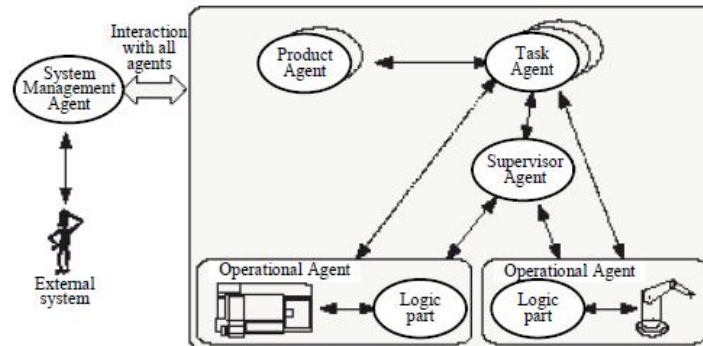 Interaction
with all
agents
System
Management
Agent
Product
Agent
Task
Agent
Supervisor
Agent
External
system
Operational Agent
Logic
part
Operational Agent
Logic
part